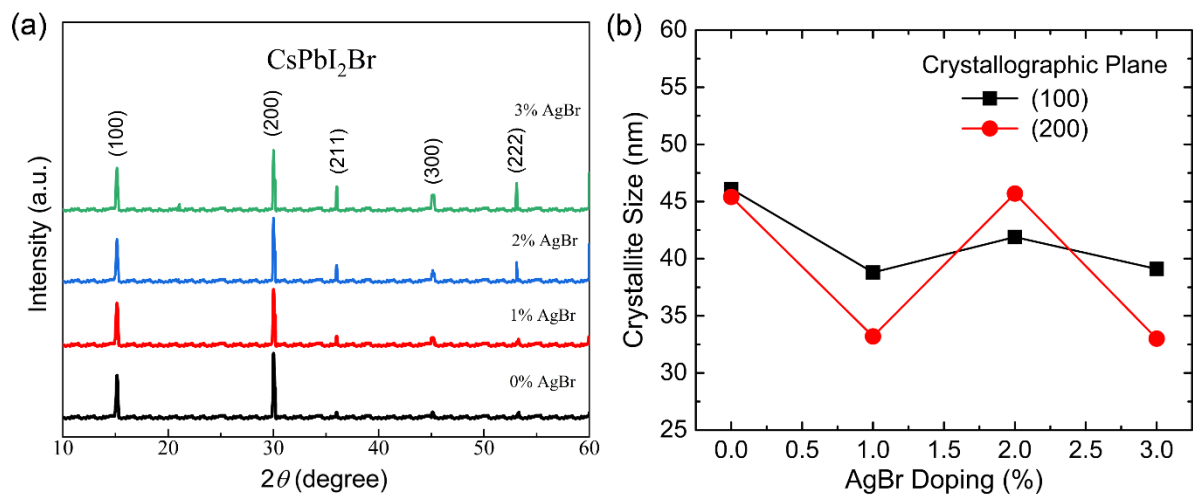 (a)
CsPbI₂Br
3% AgBr
(100)
(200)
(211)
(300)
(222)
2% AgBr
1% AgBr
0% AgBr
Intensity (a.u.)
10 20 30 40 50 60
2θ (degree)
(b)
Crystallographic Plane
(100)
(200)
Crystallite Size (nm)
60
55
50
45
40
35
30
25
0.0 0.5 1.0 1.5 2.0 2.5 3.0
AgBr Doping (%)